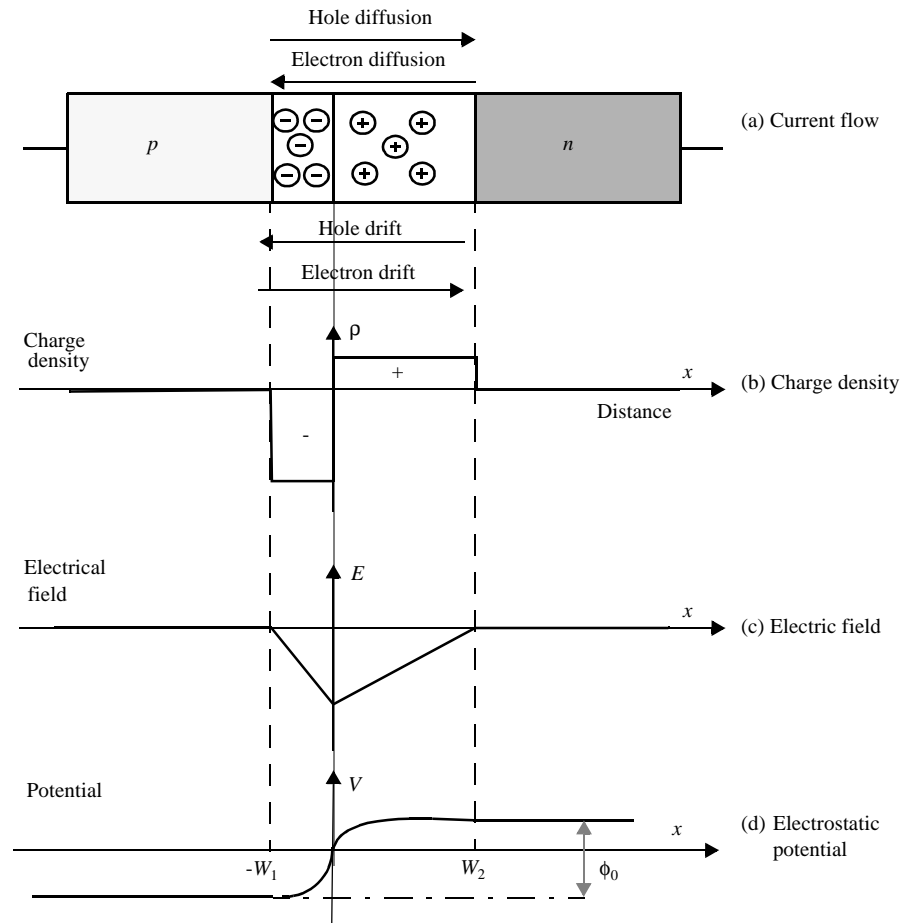 Hole diffusion
Electron diffusion
p
n
(a) Current flow
Hole drift
Electron drift
ρ
Charge
density
+
-
x
Distance
(b) Charge density
Electrical
field
E
x
(c) Electric field
Potential
V
x
-W1
W2
ϕ0
(d) Electrostatic
potential